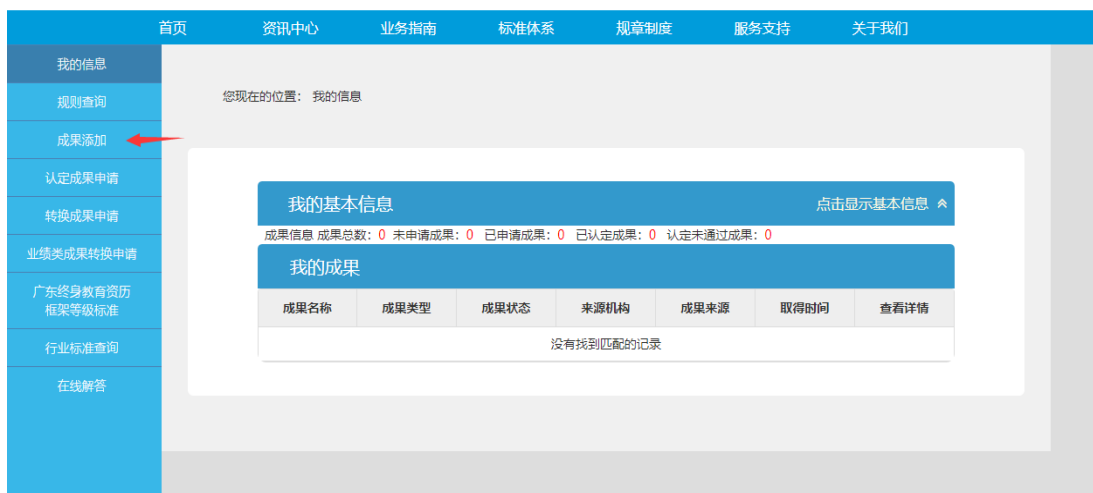 首页 资讯中心 业务指南 标准体系 规章制度 服务支持 关于我们
我的信息
规则查询
成果添加
认定成果申请
转换成果申请
业绩类成果转换申请
广东终身教育资历
框架等级标准
行业标准查询
在线解答
您现在的位置： 我的信息
我的基本信息 点击显示基本信息
成果信息 成果总数：0 未申请成果：0 已申请成果：0 已认定成果：0 认定未通过成果：0
我的成果
成果名称 成果类型 成果状态 来源机构 成果来源 取得时间 查看详情
没有找到匹配的记录